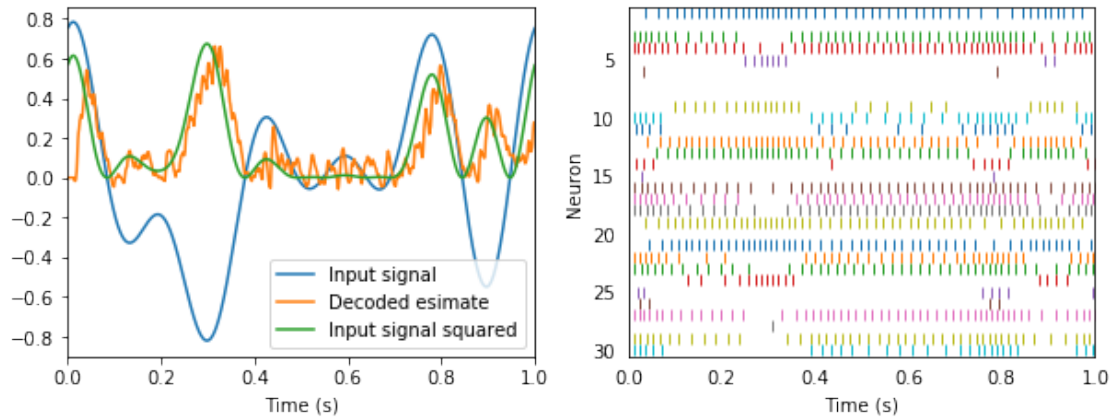 0.8
0.6
0.4
0.2
0.0
−0.2
−0.4
−0.6
−0.8
Input signal
Decoded esimate
Input signal squared
0.0 0.2 0.4 0.6 0.8 1.0
Time (s)
Neuron
5
10
15
20
25
30
0.0 0.2 0.4 0.6 0.8 1.0
Time (s)